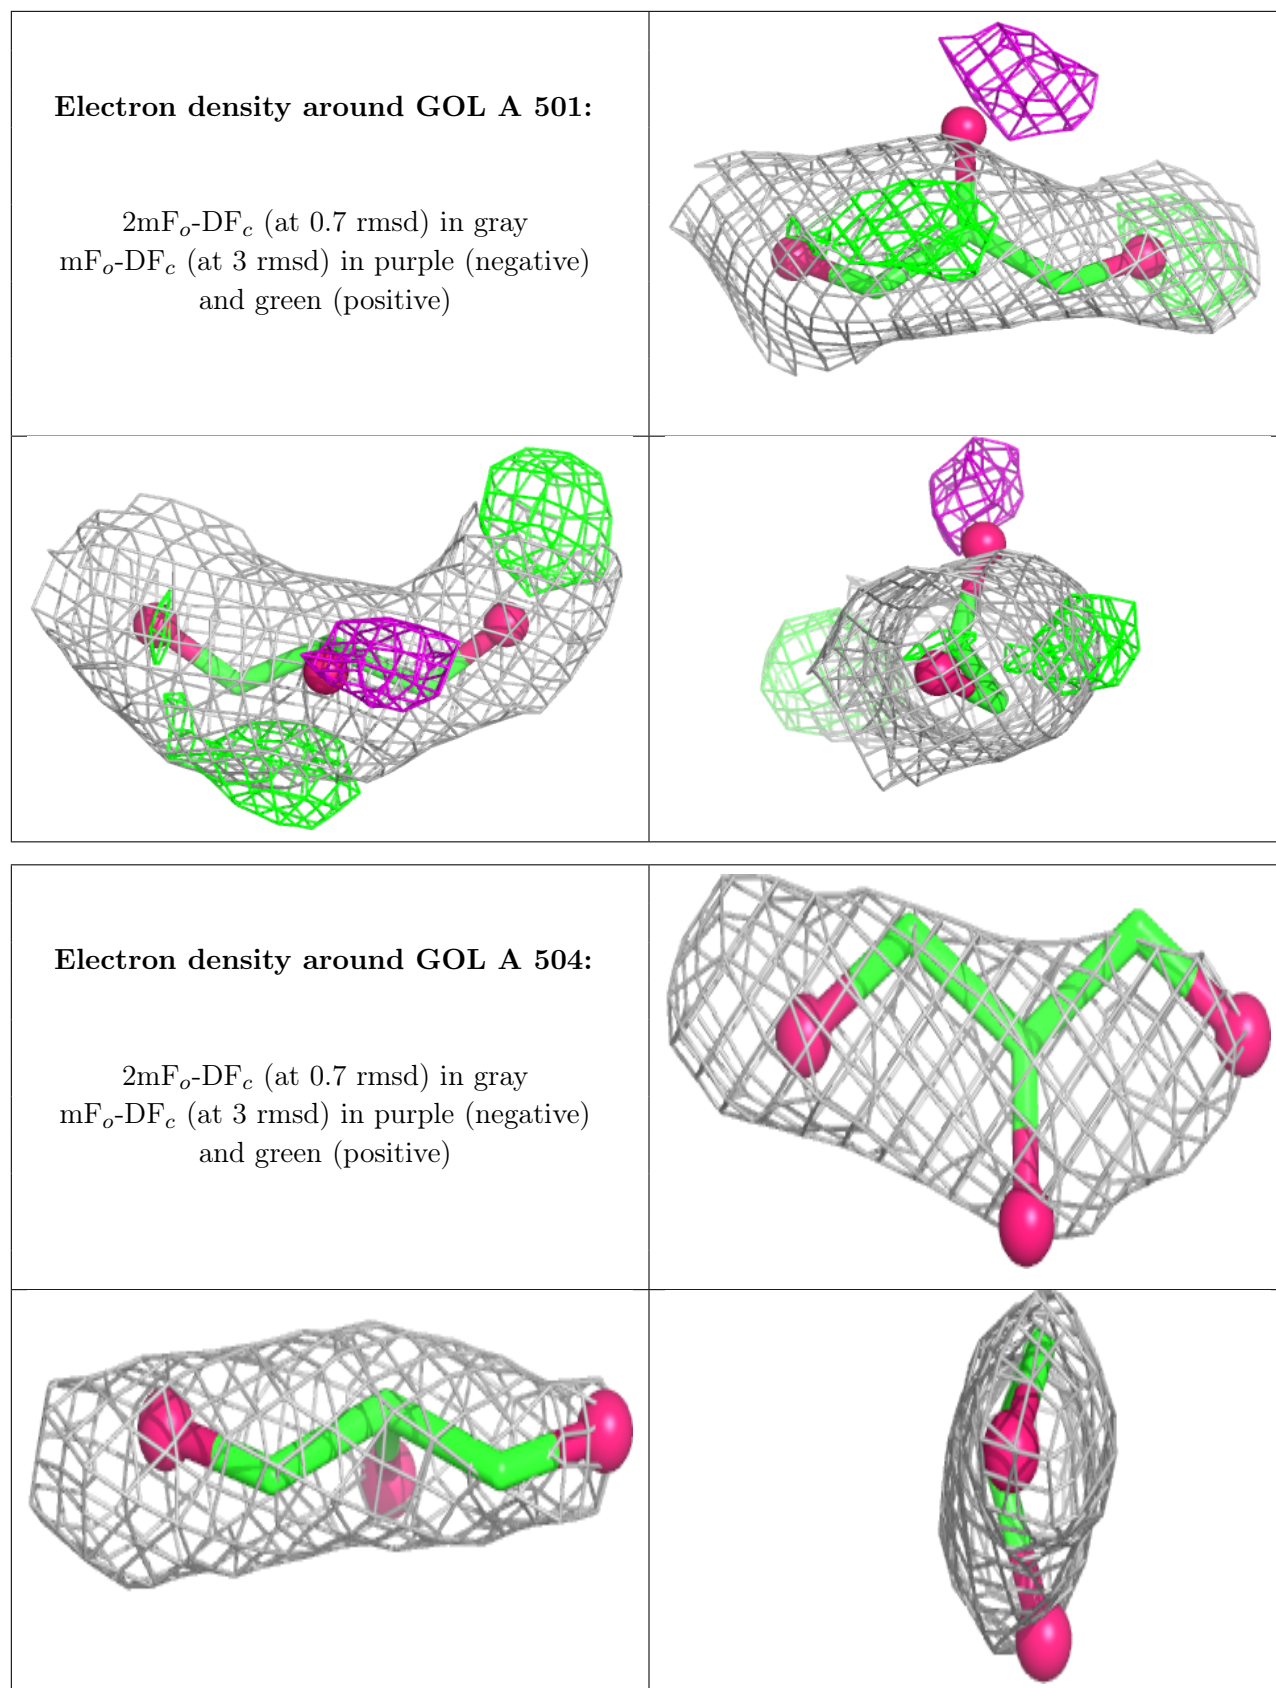 Electron density around GOL A 501:
2mFo-DFc (at 0.7 rmsd) in gray
mFo-DFc (at 3 rmsd) in purple (negative)
and green (positive)
Electron density around GOL A 504:
2mFo-DFc (at 0.7 rmsd) in gray
mFo-DFc (at 3 rmsd) in purple (negative)
and green (positive)